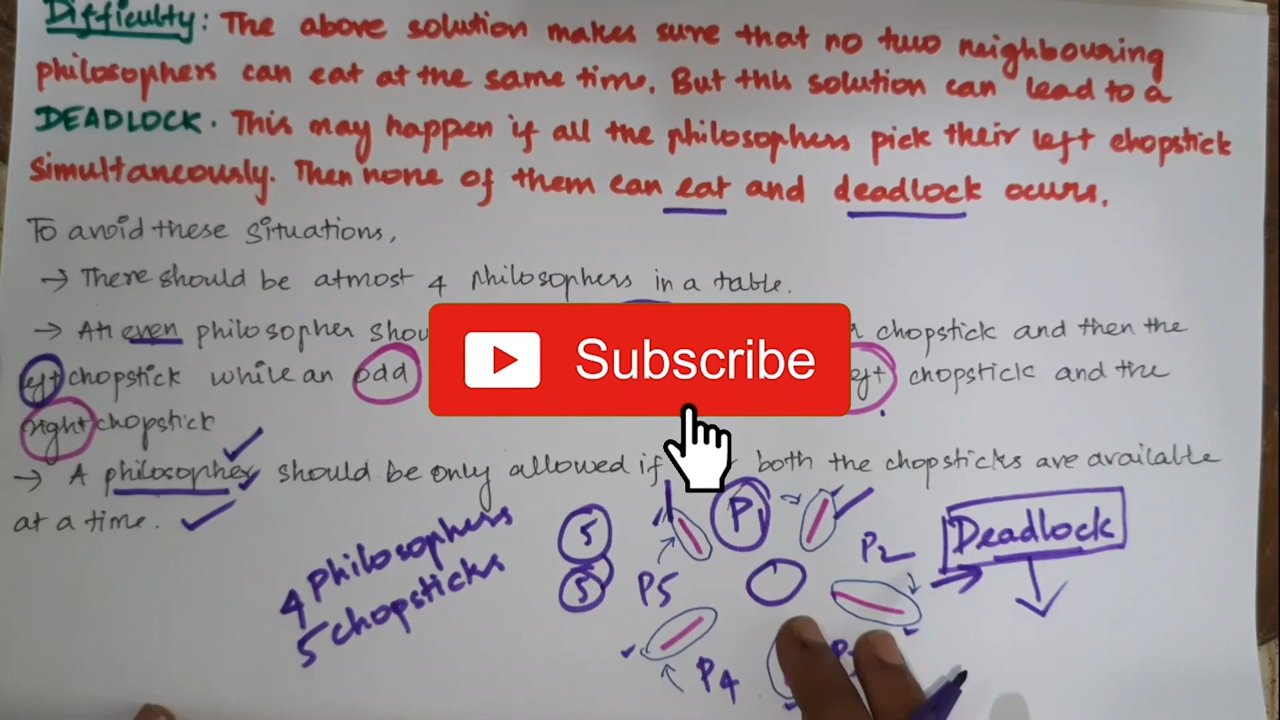 Difficulty: The above solution makes sure that no two neighbouring
philosophers can eat at the same time. But this solution can lead to a
DEADLOCK. This may happen if all the philosophers pick their left chopstick
simultaneously. Then none of them can eat and deadlock ocurs.
To avoid these situations,
→ There should be atmost 4 philosophers in a table.
→ An even philosopher chopstick and then the
left chopstick while an odd left chopstick and the
right chopstick
Subscribe
→ A philosopher should be only allowed if both the chopsticks are available
at a time.
4 philosophers
5 chopsticks
5
5
P1
P2
P5
P4
Deadlock